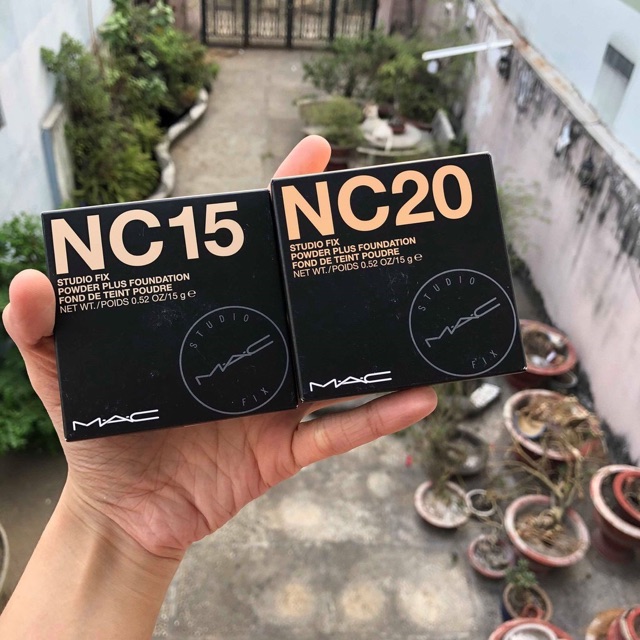 NC15
STUDIO FIX
POWDER PLUS FOUNDATION
FOND DE TEINT POUDRE
NET WT./POIDS 0.52 OZ/15 g ℮
STUDIO
MAC
FIX
MAC
NC20
STUDIO FIX
POWDER PLUS FOUNDATION
FOND DE TEINT POUDRE
NET WT./POIDS 0.52 OZ/15 g ℮
STUDIO
MAC
FIX
MAC